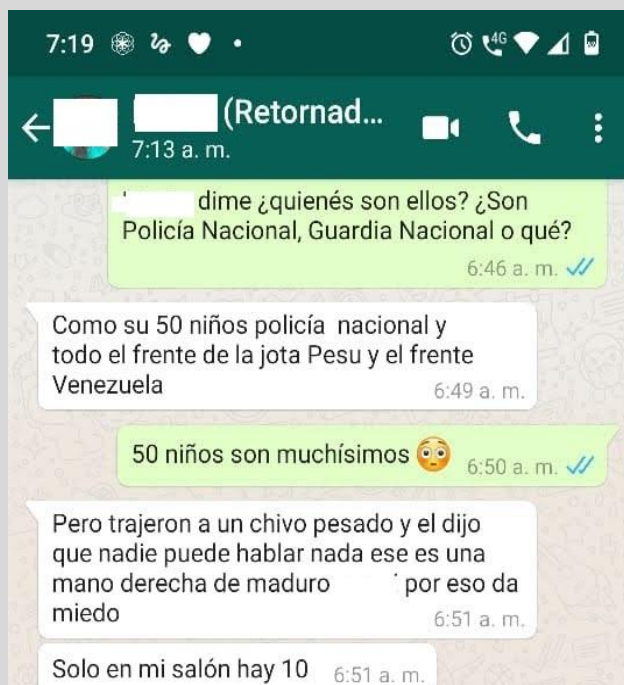 7:19
4G
(Retornad...
7:13 a. m.
dime ¿quienés son ellos? ¿Son
Policía Nacional, Guardia Nacional o qué?
6:46 a. m.
Como su 50 niños policía nacional y
todo el frente de la jota Pesu y el frente
Venezuela
6:49 a. m.
50 niños son muchísimos 😳
6:50 a. m.
Pero trajeron a un chivo pesado y el dijo
que nadie puede hablar nada ese es una
mano derecha de maduro por eso da
miedo
6:51 a. m.
Solo en mi salón hay 10
6:51 a. m.